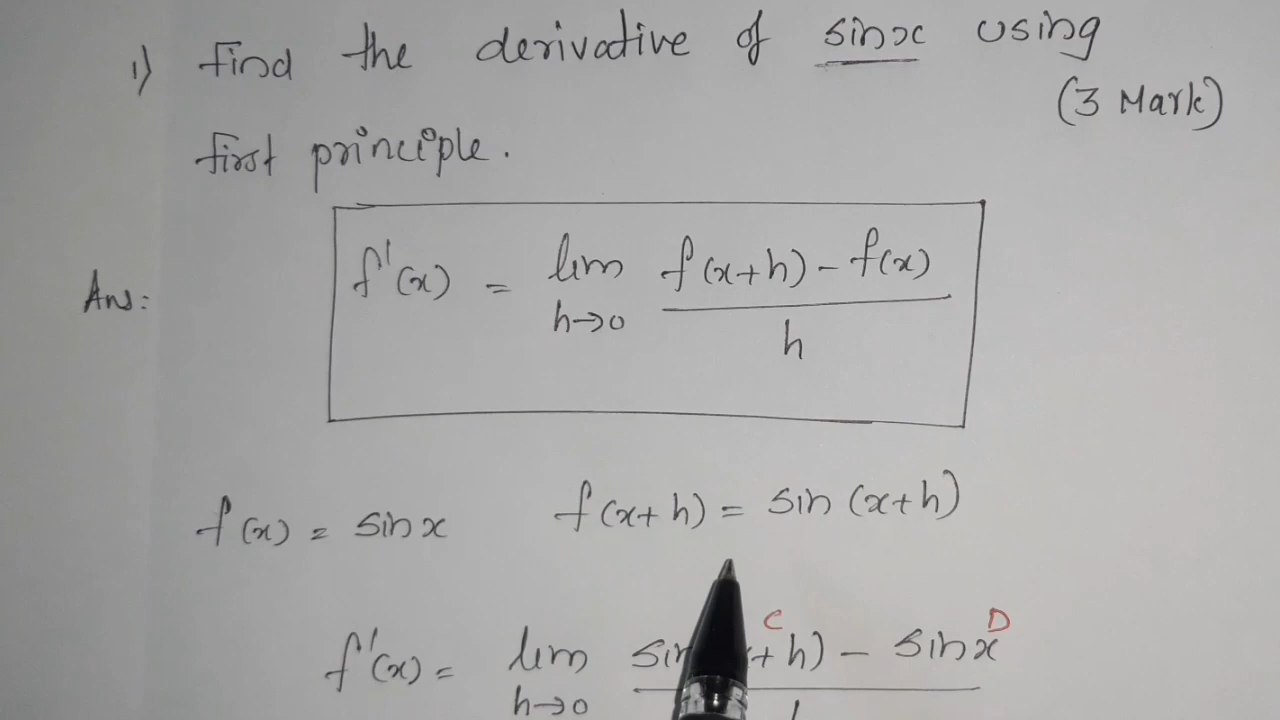 1) Find the derivative of sinx using
(3 Mark)
first principle.
Ans:
f'(x) = lim h→0 f(x+h) - f(x) / h
f(x) = sinx f(x+h) = sin(x+h)
C D
f'(x) = lim h→0 + h) - sinx